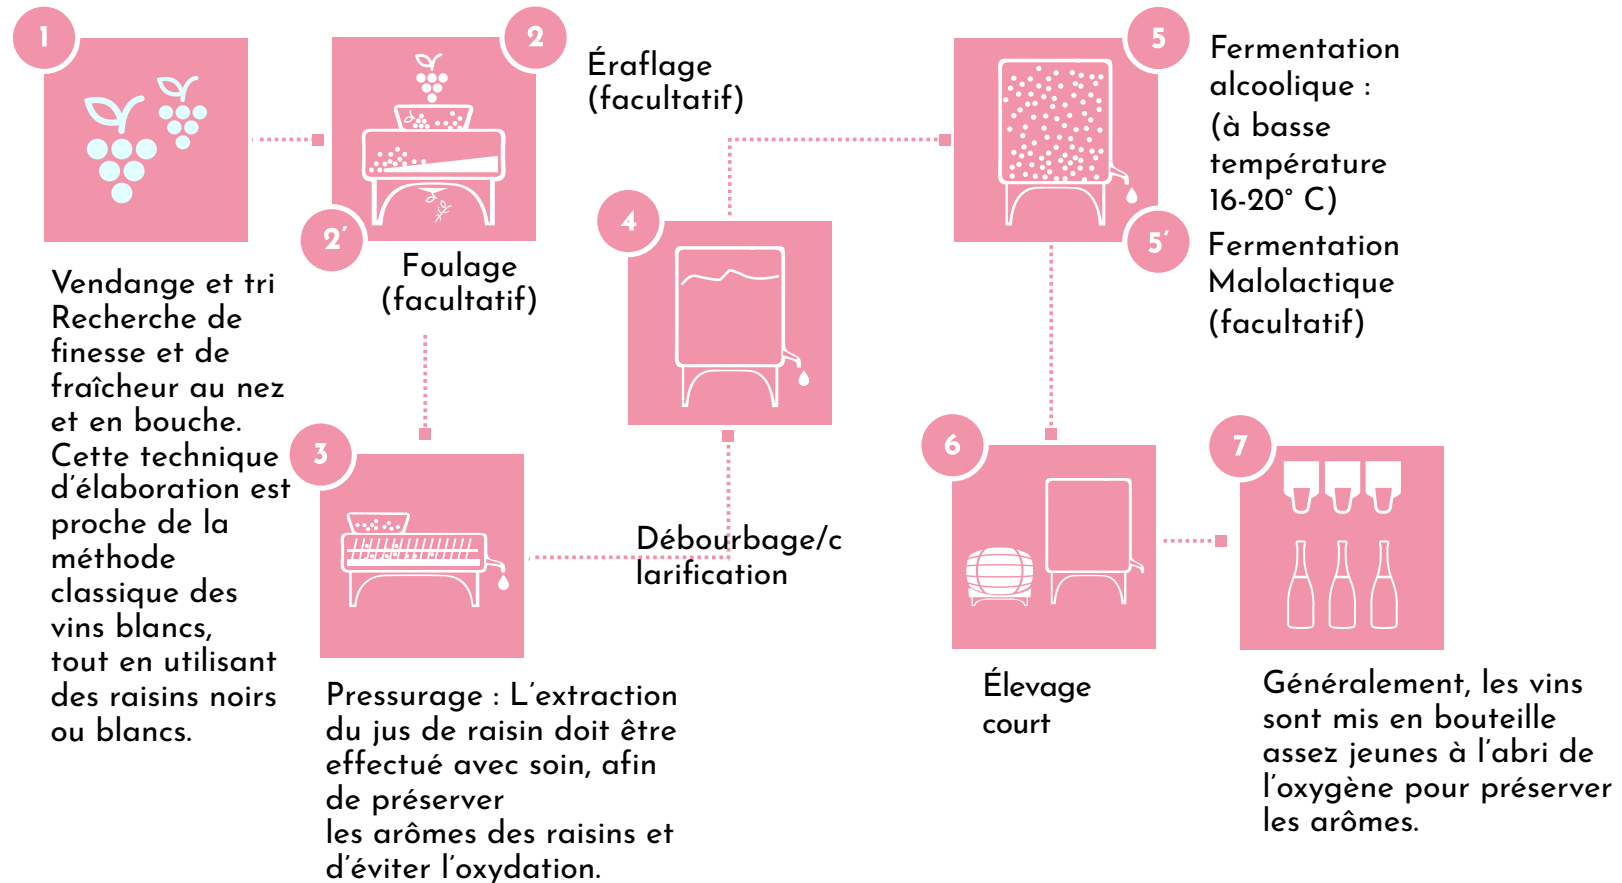 1
Vendange et tri
Recherche de
finesse et de
fraîcheur au nez
et en bouche.
Cette technique
d'élaboration est
proche de la
méthode
classique des
vins blancs,
tout en utilisant
des raisins noirs
ou blancs.
2
Éraflage
(facultatif)
2'
Foulage
(facultatif)
3
Pressurage : L'extraction
du jus de raisin doit être
effectué avec soin, afin
de préserver
les arômes des raisins et
d'éviter l'oxydation.
4
Débourbage/c
larification
5
Fermentation
alcoolique :
(à basse
température
16-20° C)
5'
Fermentation
Malolactique
(facultatif)
6
Élevage
court
7
Généralement, les vins
sont mis en bouteille
assez jeunes à l'abri de
l'oxygène pour préserver
les arômes.